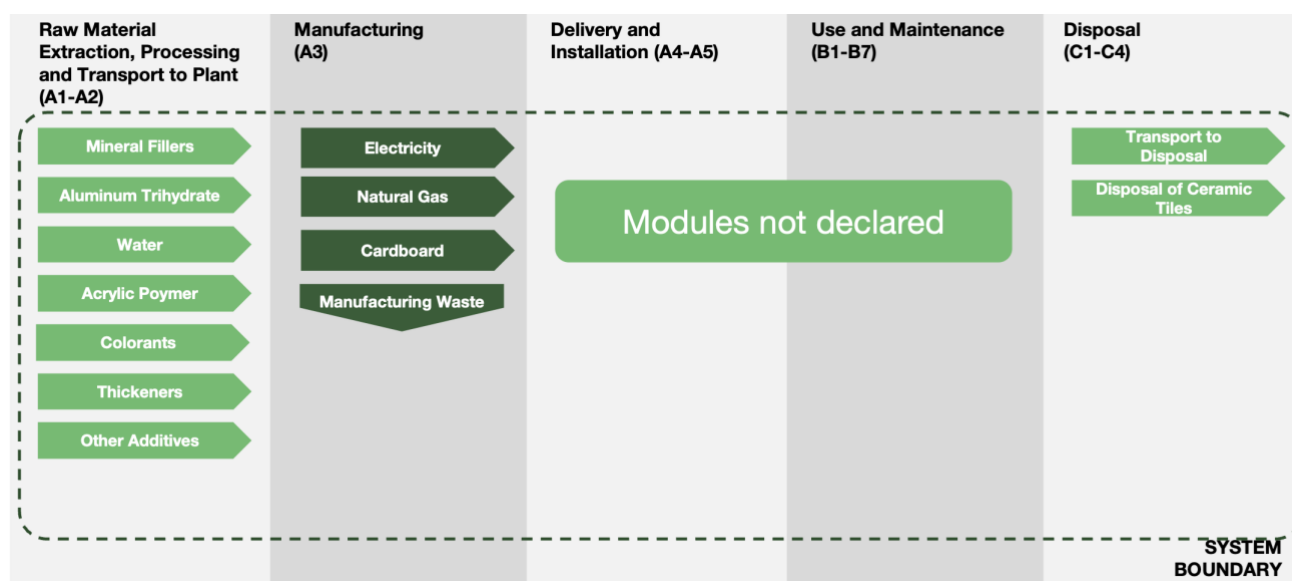 Raw Material
Extraction, Processing
and Transport to Plant
(A1-A2)
Manufacturing
(A3)
Delivery and
Installation (A4-A5)
Use and Maintenance
(B1-B7)
Disposal
(C1-C4)
Mineral Fillers
Aluminum Trihydrate
Water
Acrylic Poymer
Colorants
Thickeners
Other Additives
Electricity
Natural Gas
Cardboard
Manufacturing Waste
Modules not declared
Transport to
Disposal
Disposal of Ceramic
Tiles
SYSTEM
BOUNDARY